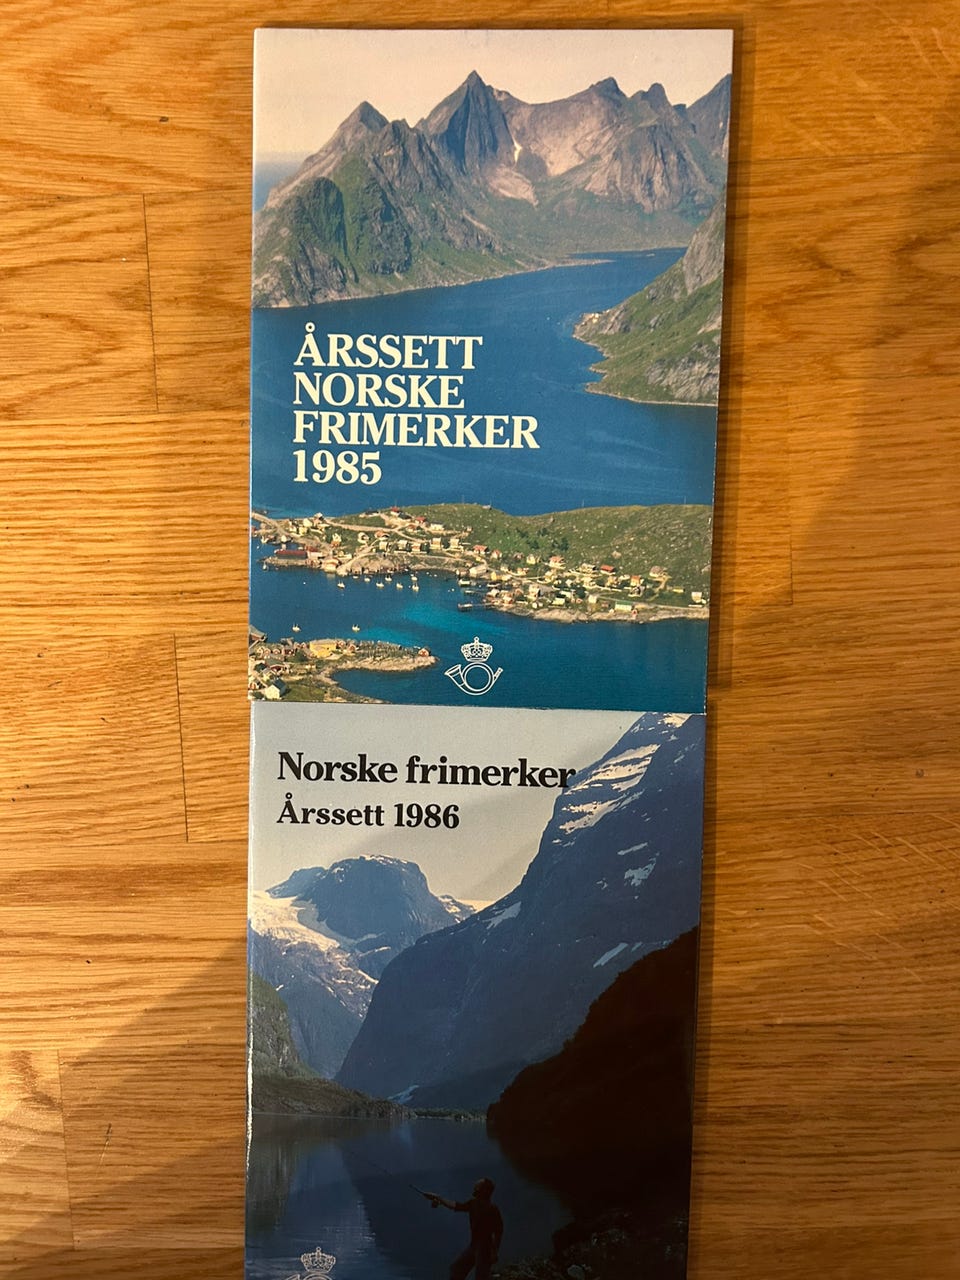 ÅRSSETT
NORSKE
FRIMERKER
1985
Norske frimerker
Årssett 1986